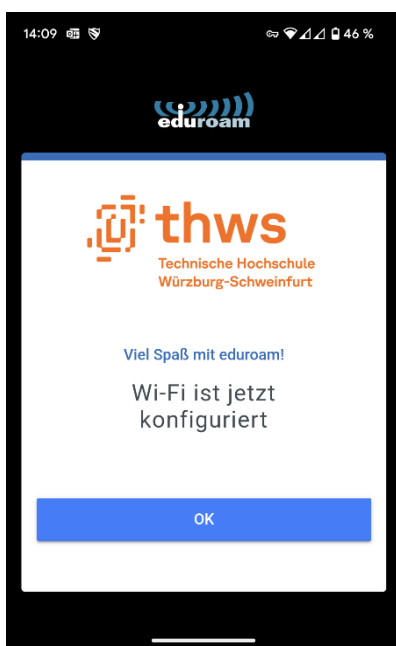 14:09
46 %
eduroam
thws
Technische Hochschule
Würzburg-Schweinfurt
Viel Spaß mit eduroam!
Wi-Fi ist jetzt
konfiguriert
OK